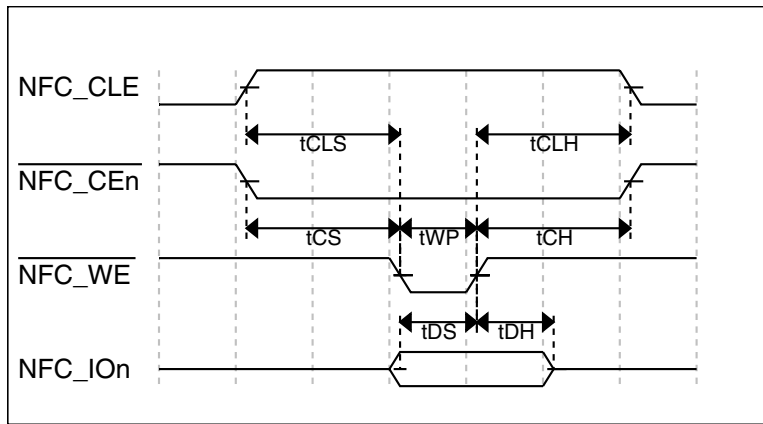 NFC_CLE
tCLS tCLH
NFC_CEn
tCS tWP tCH
NFC_WE
tDS tDH
NFC_IOn